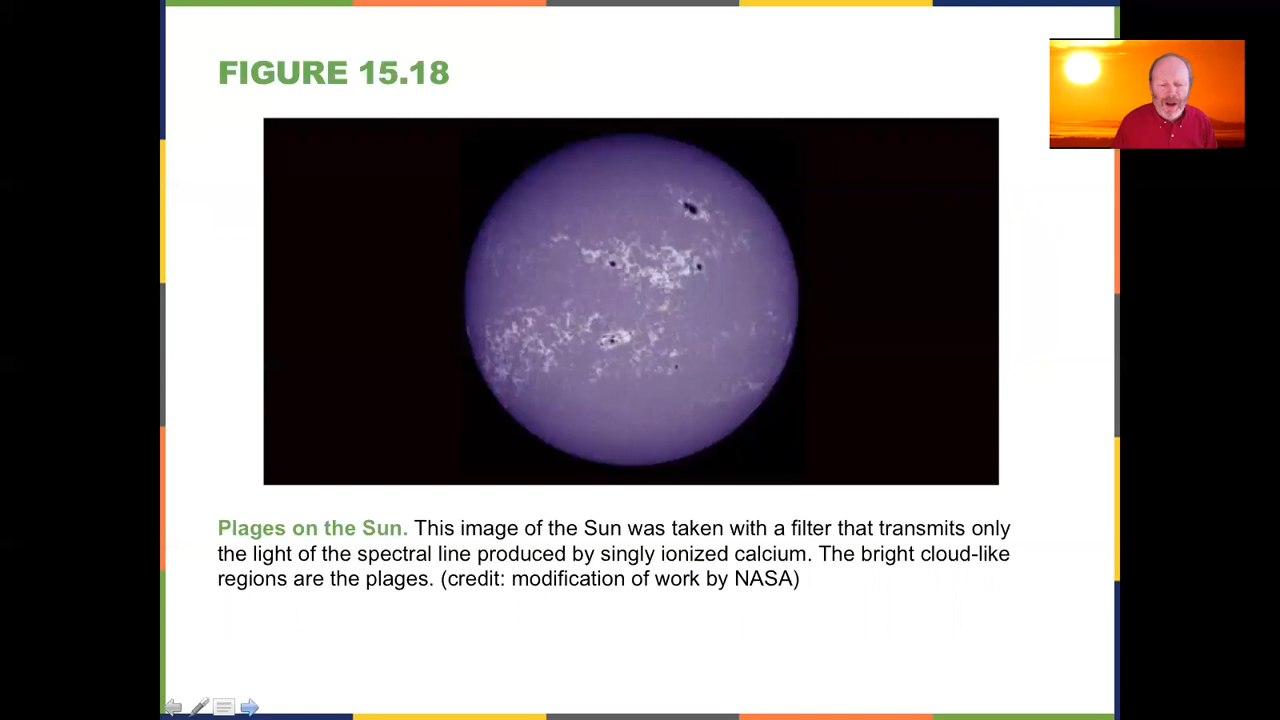 FIGURE 15.18
Plages on the Sun. This image of the Sun was taken with a filter that transmits only
the light of the spectral line produced by singly ionized calcium. The bright cloud-like
regions are the plages. (credit: modification of work by NASA)